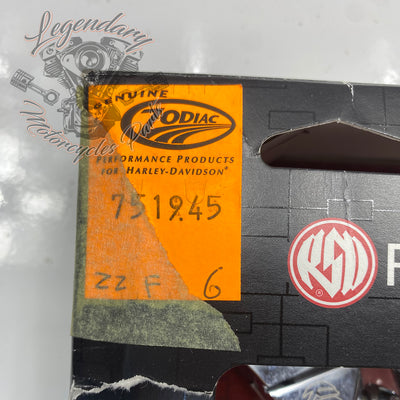 Legendary
Motorcycles Parts
GENUINE
ZODIAC
PERFORMANCE PRODUCTS
FOR HARLEY-DAVIDSON®
751945
ZZ F 6
RSD